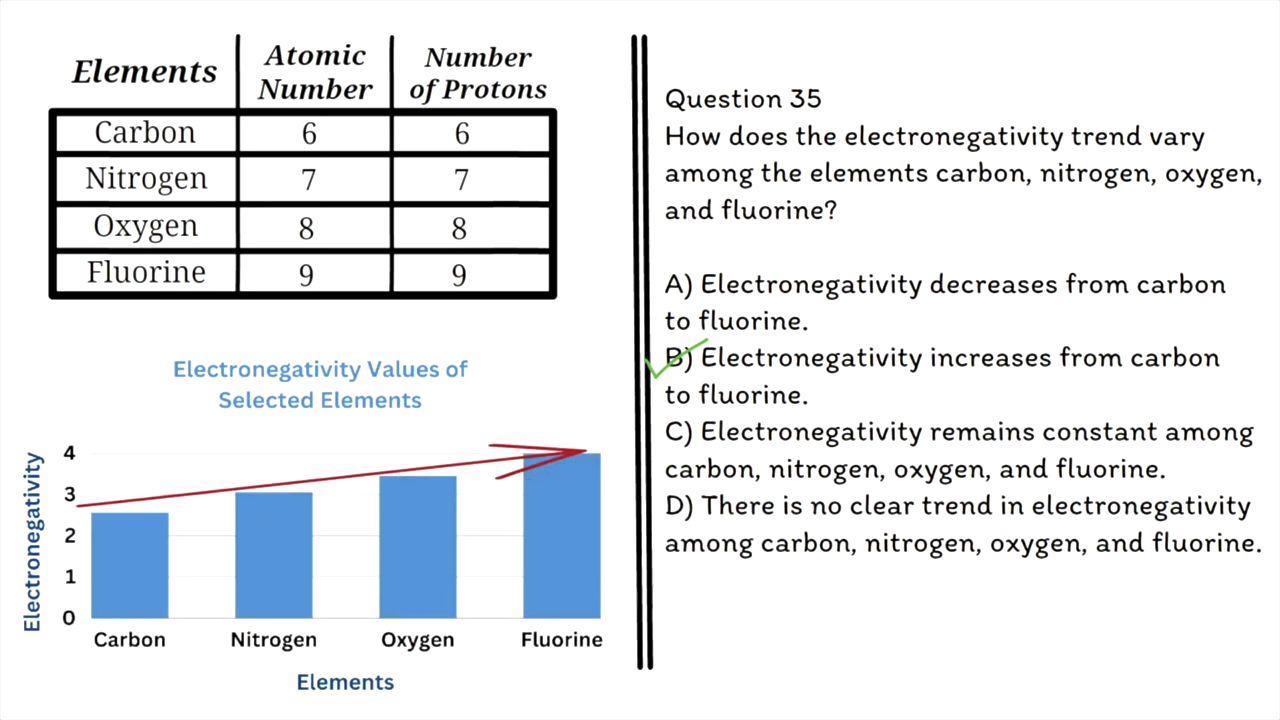 Elements Atomic Number Number of Protons
Carbon 6 6
Nitrogen 7 7
Oxygen 8 8
Fluorine 9 9
Electronegativity Values of
Selected Elements
Electronegativity
4
3
2
1
0
Carbon Nitrogen Oxygen Fluorine
Elements
Question 35
How does the electronegativity trend vary
among the elements carbon, nitrogen, oxygen,
and fluorine?
A) Electronegativity decreases from carbon
to fluorine.
B) Electronegativity increases from carbon
to fluorine.
C) Electronegativity remains constant among
carbon, nitrogen, oxygen, and fluorine.
D) There is no clear trend in electronegativity
among carbon, nitrogen, oxygen, and fluorine.